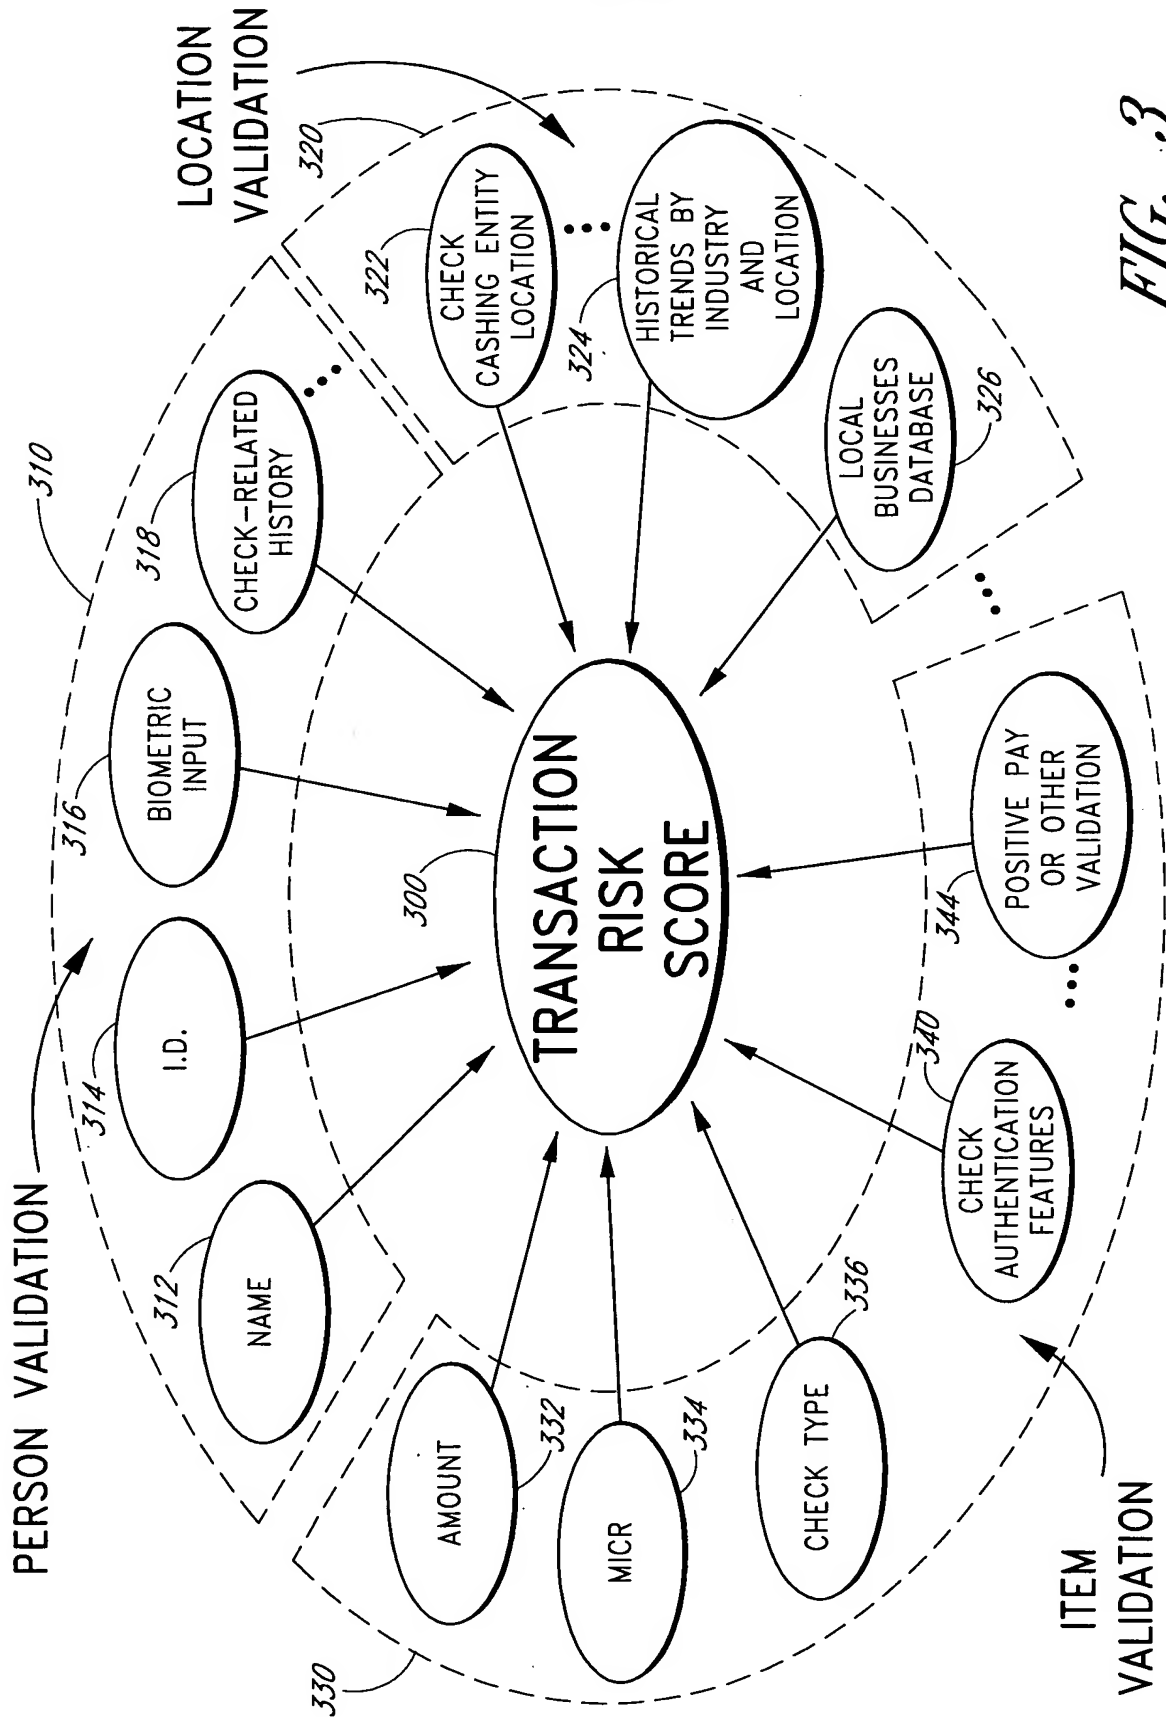 PERSON VALIDATION
310
312
NAME
314
I.D.
316
BIOMETRIC
INPUT
318
CHECK-RELATED
HISTORY
LOCATION
VALIDATION
320
322
CHECK
CASHING ENTITY
LOCATION
324
HISTORICAL
TRENDS BY
INDUSTRY
AND
LOCATION
LOCAL
BUSINESSES
DATABASE
326
300
TRANSACTION
RISK
SCORE
330
AMOUNT
332
MICR
334
CHECK TYPE
336
CHECK
AUTHENTICATION
FEATURES
340
POSITIVE PAY
OR OTHER
VALIDATION
344
ITEM
VALIDATION
FIG. 3